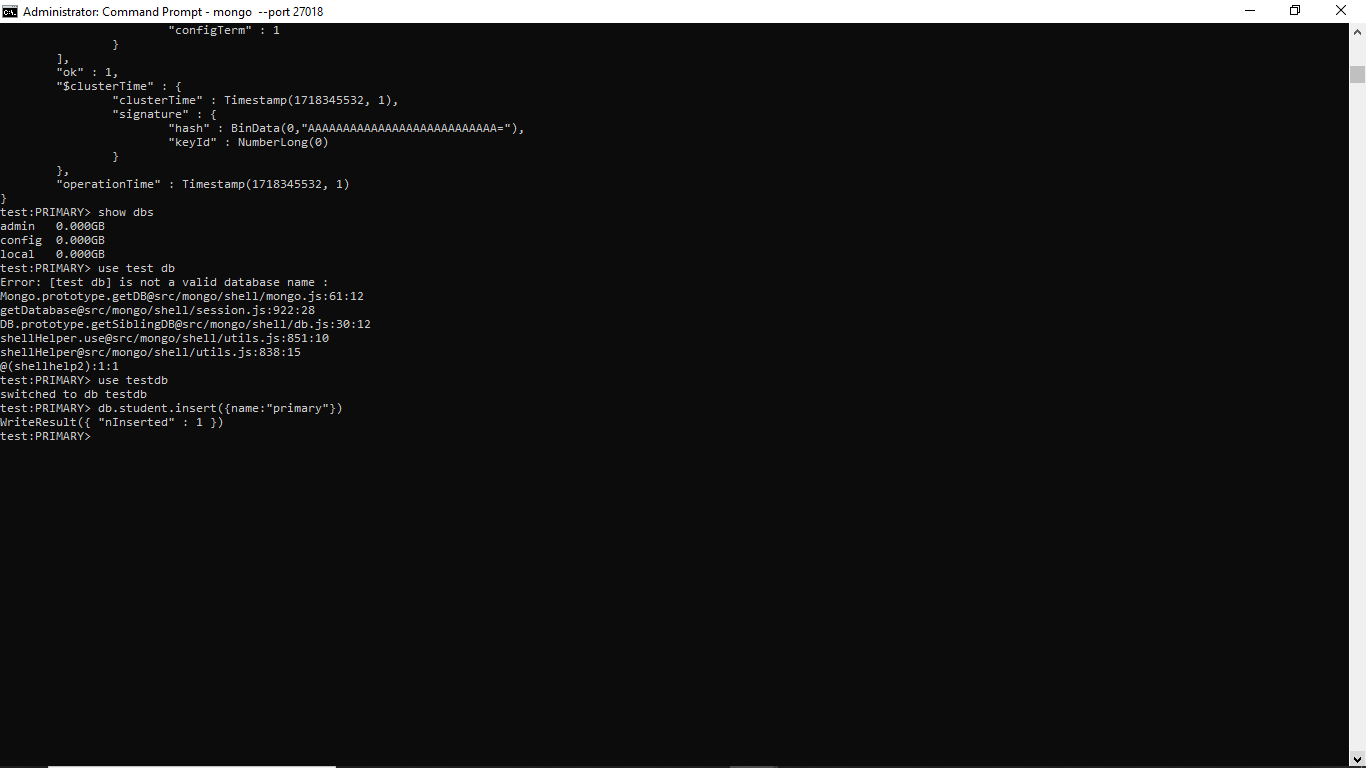 Administrator: Command Prompt - mongo  --port 27018
                        "configTerm" : 1
                }
        ],
        "ok" : 1,
        "$clusterTime" : {
                "clusterTime" : Timestamp(1718345532, 1),
                "signature" : {
                        "hash" : BinData(0,"AAAAAAAAAAAAAAAAAAAAAAAAAAA="),
                        "keyId" : NumberLong(0)
                }
        },
        "operationTime" : Timestamp(1718345532, 1)
}
test:PRIMARY> show dbs
admin   0.000GB
config  0.000GB
local   0.000GB
test:PRIMARY> use test db
Error: [test db] is not a valid database name :
Mongo.prototype.getDB@src/mongo/shell/mongo.js:61:12
getDatabase@src/mongo/shell/session.js:922:28
DB.prototype.getSiblingDB@src/mongo/shell/db.js:30:12
shellHelper.use@src/mongo/shell/utils.js:851:10
shellHelper@src/mongo/shell/utils.js:838:15
@(shellhelp2):1:1
test:PRIMARY> use testdb
switched to db testdb
test:PRIMARY> db.student.insert({name:"primary"})
WriteResult({ "nInserted" : 1 })
test:PRIMARY>